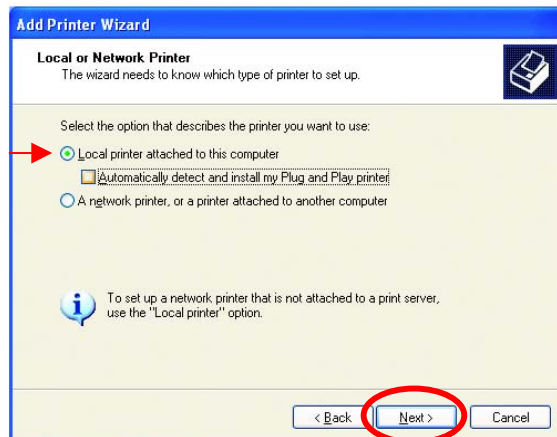 Add Printer Wizard
Local or Network Printer
The wizard needs to know which type of printer to set up.
Select the option that describes the printer you want to use:
Local printer attached to this computer
Automatically detect and install my Plug and Play printer
A network printer, or a printer attached to another computer
To set up a network printer that is not attached to a print server,
use the "Local printer" option.
< Back
Next >
Cancel